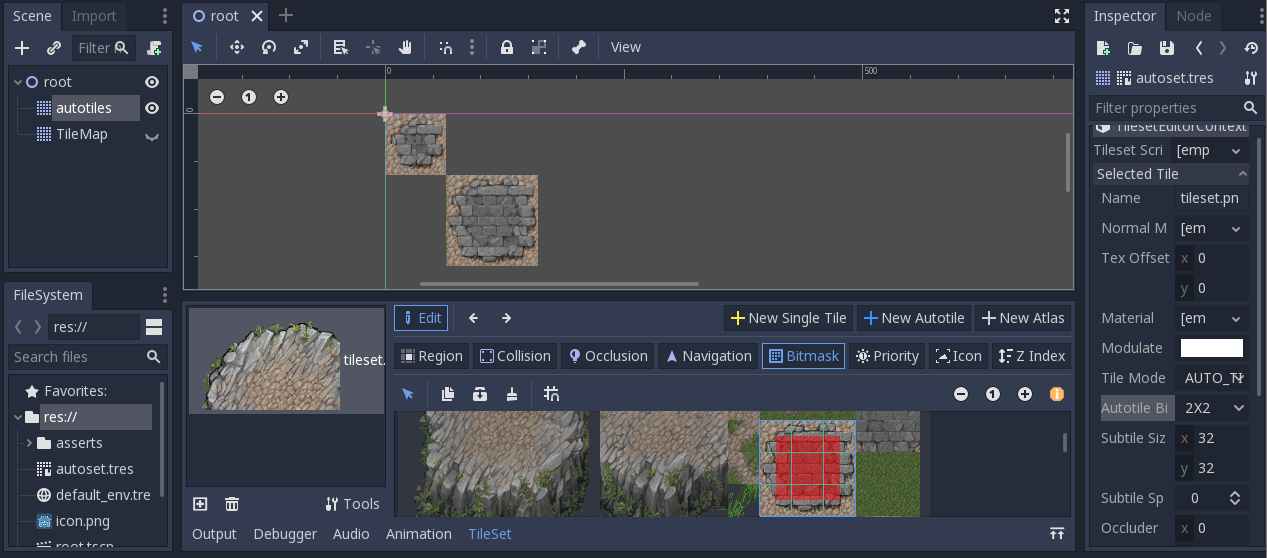 Scene Import
Filter
root
autotiles
TileMap
FileSystem
res://
Search files
Favorites:
res://
asserts
autoset.tres
default_env.tre
icon.png
root.tscn
root
View
0
500
0
1
tileset.
Tools
Edit
New Single Tile
New Autotile
New Atlas
Region
Collision
Occlusion
Navigation
Bitmask
Priority
Icon
Z Index
1
Output Debugger Audio Animation TileSet
Inspector Node
autoset.tres
Filter properties
TilesetEditorContext
Tileset Scri [emp
Selected Tile
Name tileset.pn
Normal M [em
Tex Offset x 0
y 0
Material [em
Modulate
Tile Mode AUTO_TI
Autotile Bi 2X2
Subtile Siz x 32
y 32
Subtile Sp 0
Occluder x 0